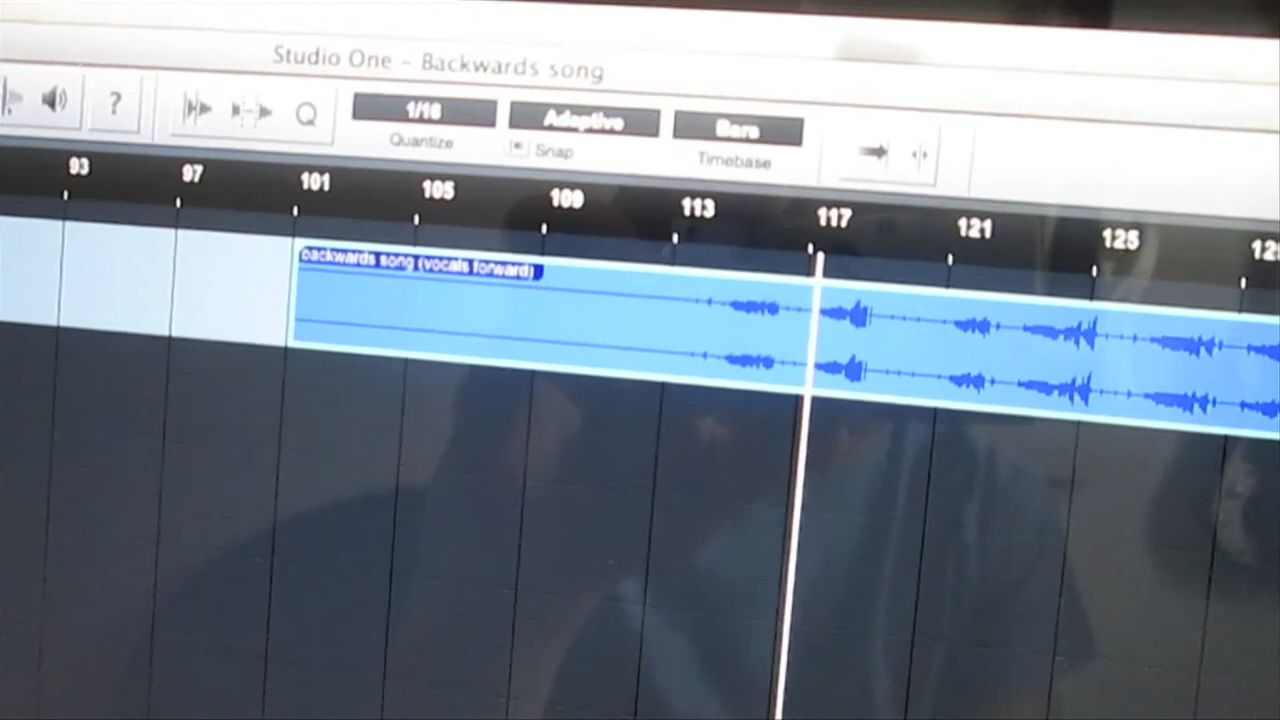 Studio One - Backwards song
?
Q
1/16
Adaptive
Bars
Quantize
Snap
Timebase
93
97
101
105
109
113
117
121
125
backwards song (vocals forward)